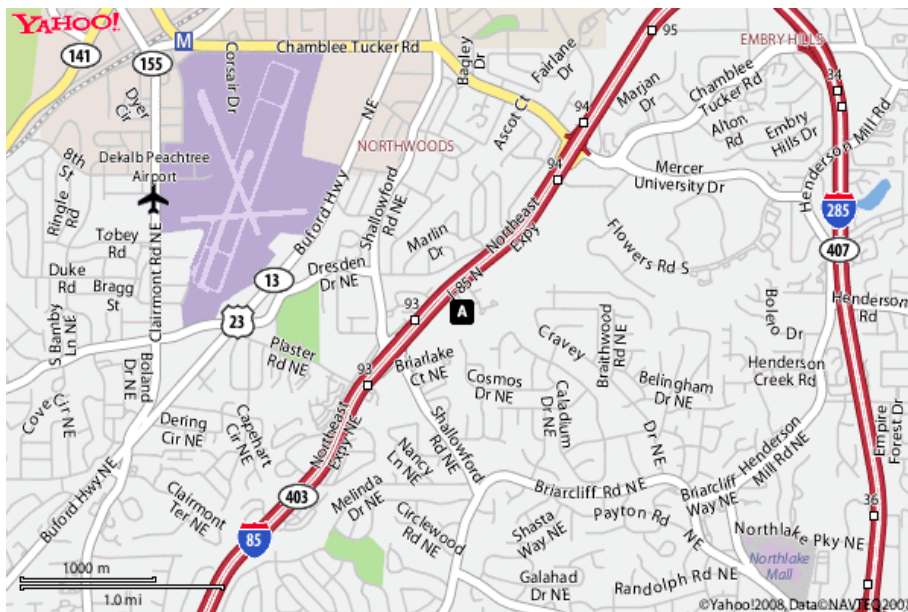 YAHOO!
141
155
M
Chamblee Tucker Rd
Corsair Dr
Dyer
Cir
NE
Bagley
Dr
Fairlane
Dr
Ascot Ct
95
94
Marjan
Dr
EMBRY HILLS
Chamblee
Tucker Rd
34
Alton
Rd
Embry
Hills Dr
Henderson Mill Rd
8th
St
Dekalb Peachtree
Airport
NORTHWOODS
94
Mercer
University Dr
Ringle
Rd
Clairmont Rd NE
Buford Hwy
Shallowford
Rd NE
285
407
Tobey
Rd
Marlin
Dr
Northeast
Expy
Flowers Rd S
Duke
Rd
Bragg
St
13
Dresden
Dr NE
I-85 N
A
93
23
S Bamby
Ln NE
Bolero
Dr
Henderson
Rd
Plaster
Rd NE
93
Briarlake
Ct NE
Cravey
Braithwood
Rd NE
Henderson
Creek Rd
Boland
Dr NE
Cosmos
Dr NE
Caladium
Dr NE
Belingham
Dr NE
Cove
Cir NE
Dering
Cir NE
Capehart
Cir NE
Northeast
Expy NE
Shallowford
Rd NE
Nancy
Ln NE
Dr NE
Empire
Forest Dr
Buford Hwy NE
Clairmont
Ter NE
403
Melinda
Dr NE
Briarcliff Rd NE
Briarcliff
Way NE
Henderson
Mill Rd NE
36
Payton Rd
Circlewood
Rd NE
Shasta
Way NE
Northlake Pky NE
85
Northlake
Mall
1000 m
1.0 mi
Galahad
Dr NE
Randolph Rd NE
©Yahoo!2008, Data©NAVTEQ2007